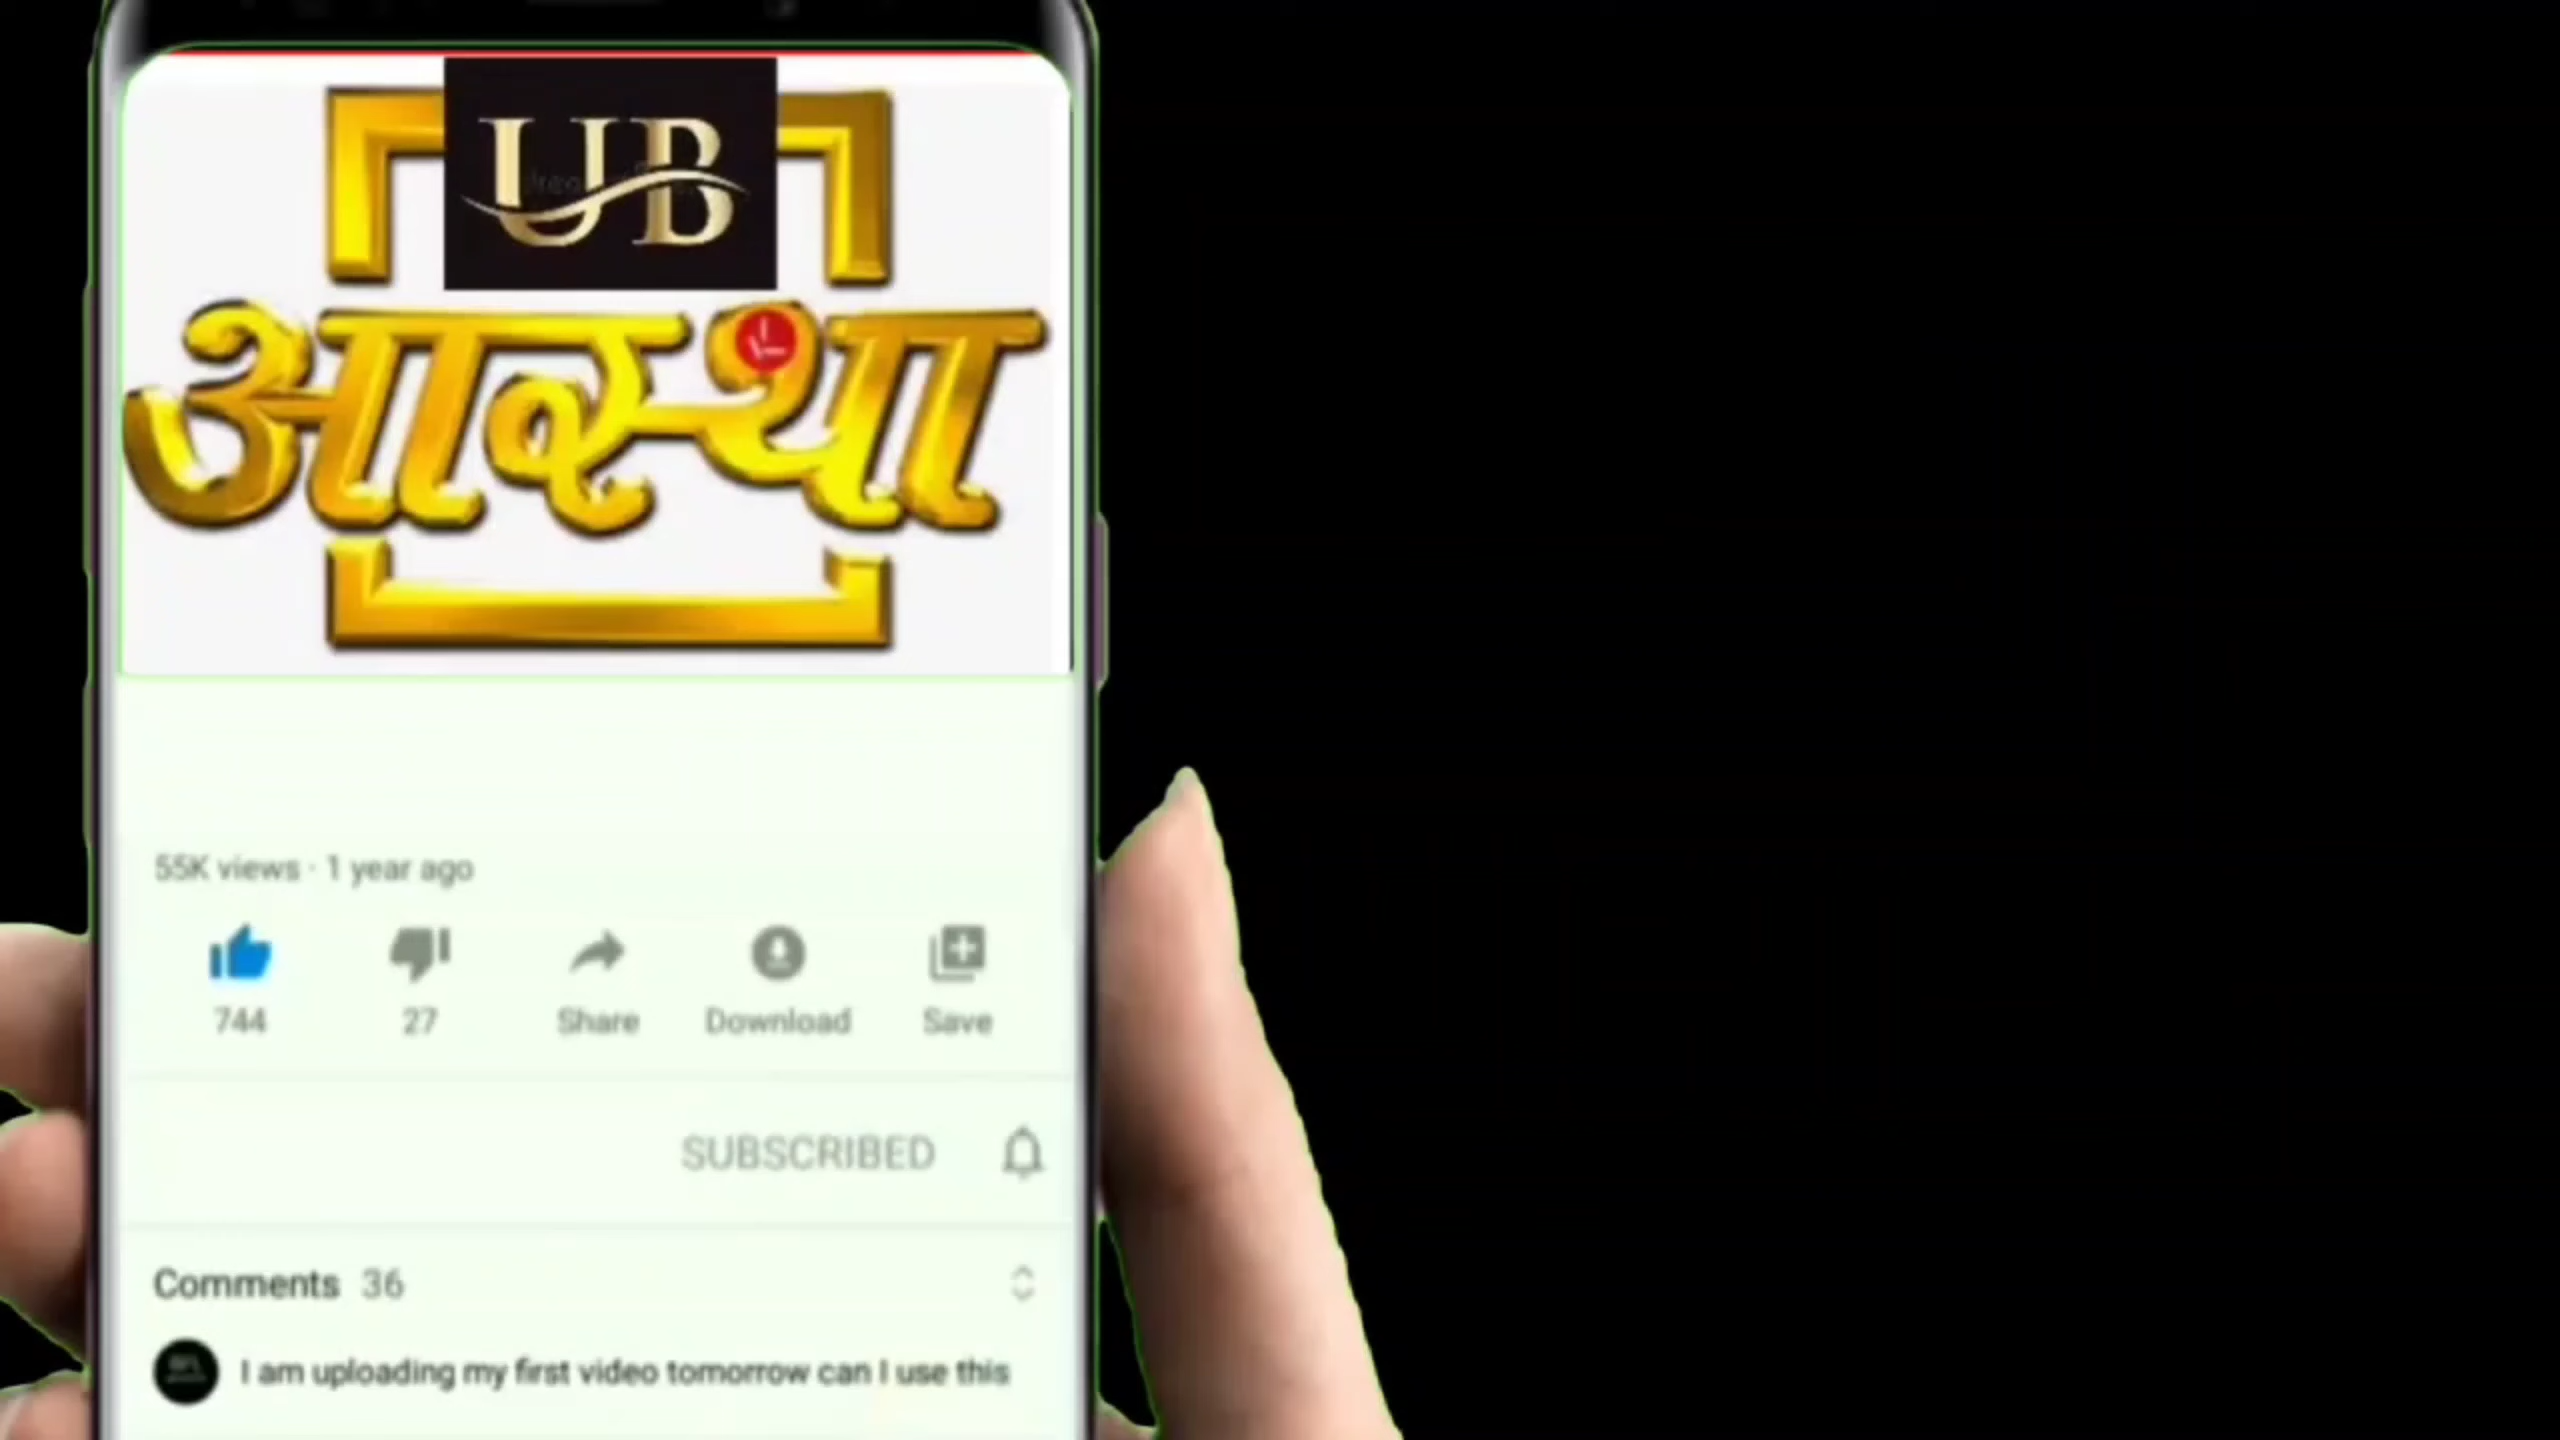 UB
आस्था
55K views · 1 year ago
744
27
Share
Download
Save
SUBSCRIBED
Comments 36
I am uploading my first video tomorrow can I use this